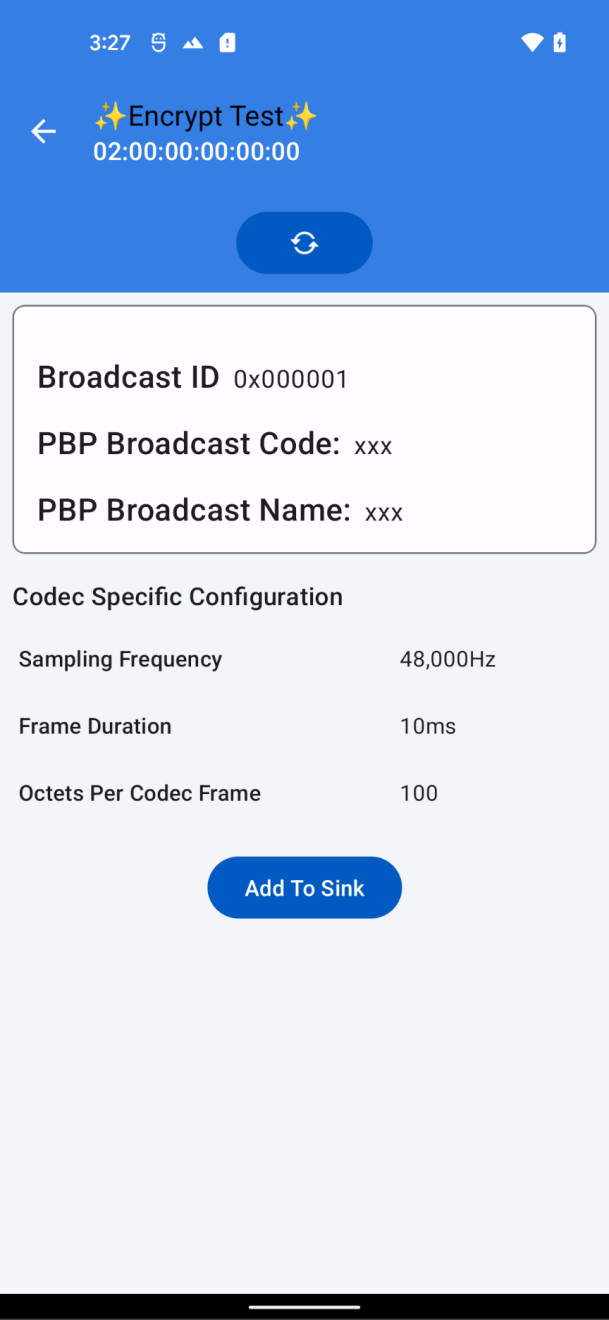 3:27
✨Encrypt Test✨
02:00:00:00:00:00
Broadcast ID 0x000001
PBP Broadcast Code: xxx
PBP Broadcast Name: xxx
Codec Specific Configuration
Sampling Frequency 48,000Hz
Frame Duration 10ms
Octets Per Codec Frame 100
Add To Sink